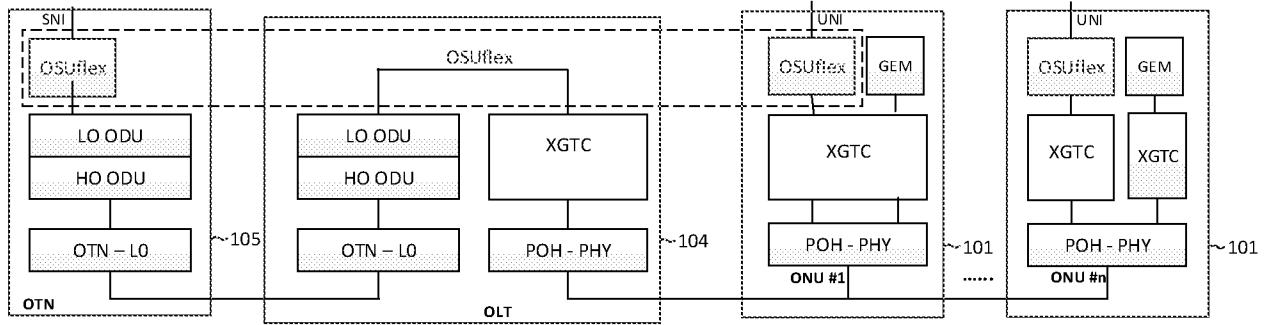 SNI
UNI
UNI
OSUflex
OSUflex
OSUflex
GEM
OSUflex
GEM
LO ODU
HO ODU
LO ODU
HO ODU
XGTC
XGTC
XGTC
XGTC
OTN – L0
105
OTN – L0
POH - PHY
104
POH - PHY
101
POH - PHY
101
OTN
OLT
ONU #1
......
ONU #n